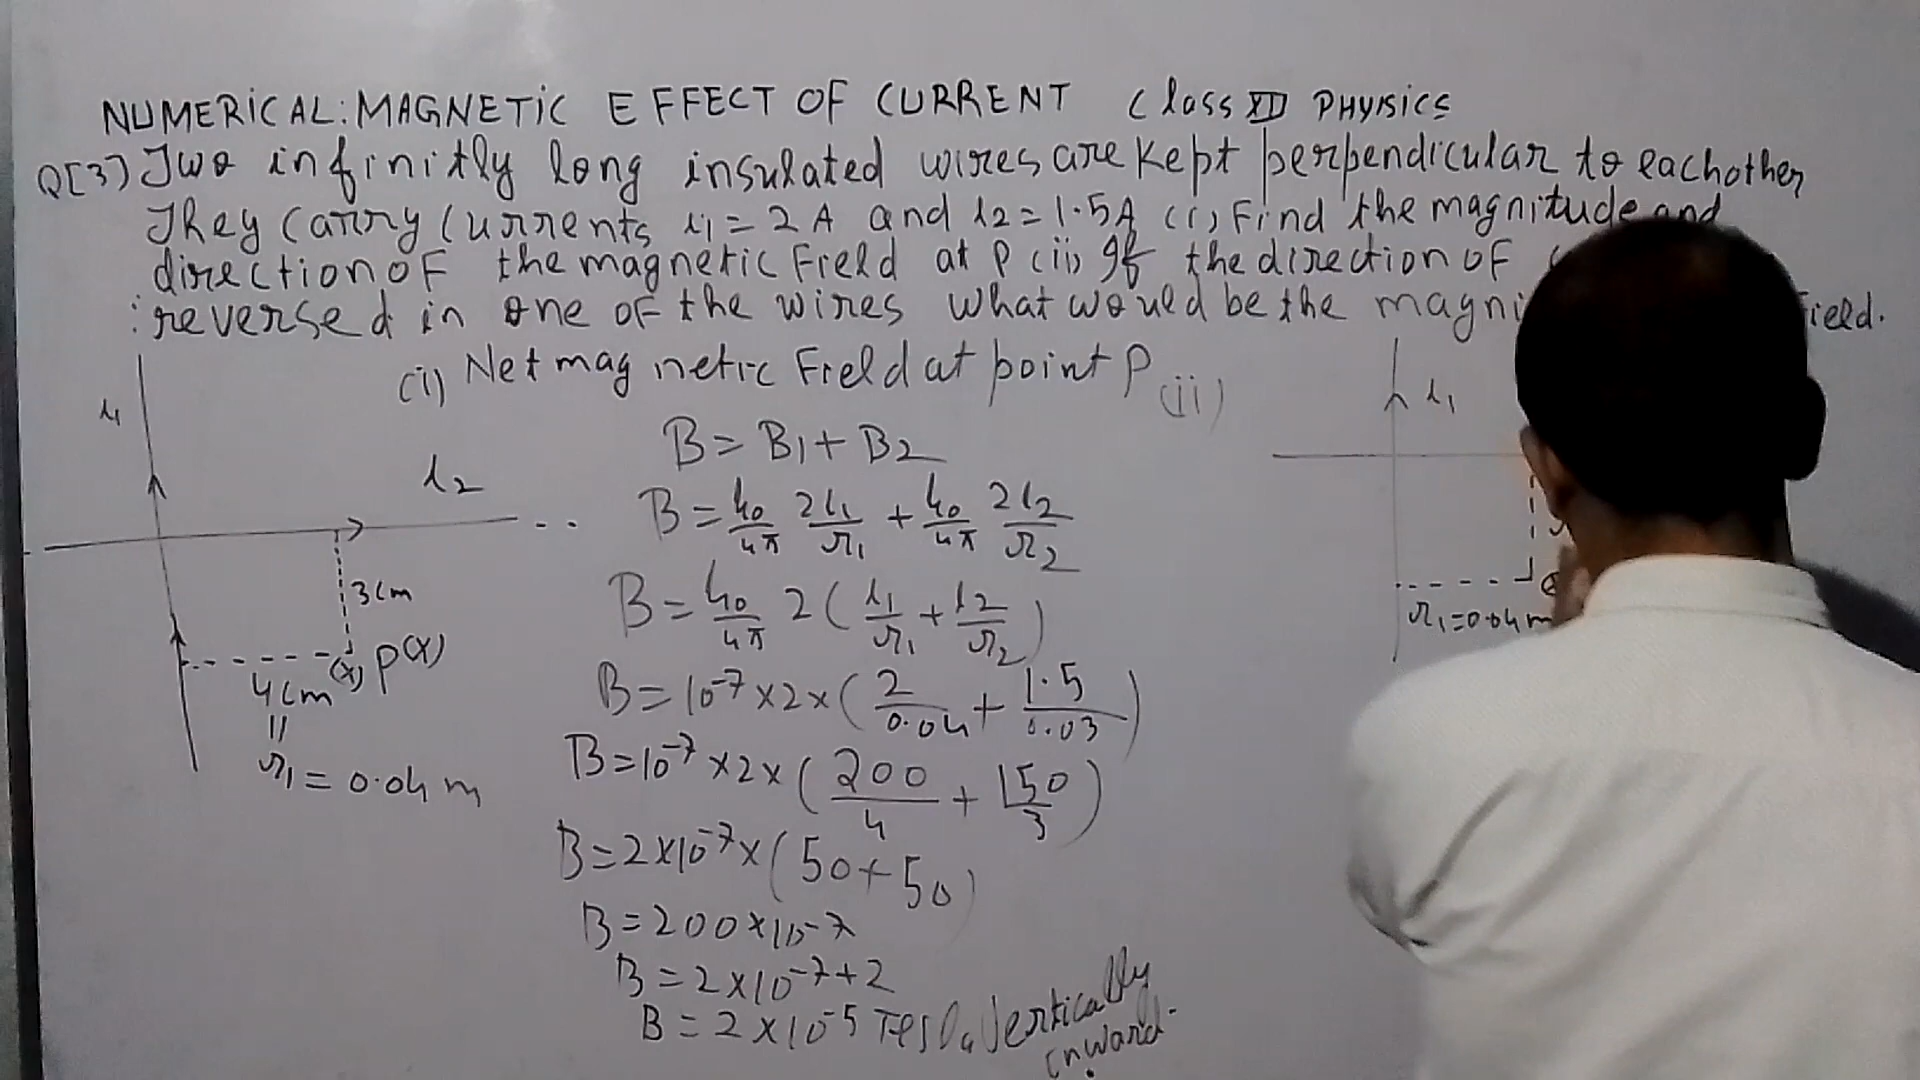 NUMERICAL: MAGNETIC EFFECT OF CURRENT Class XII PHYSICS
Q[3] Two infinitly long insulated wires are kept perpendicular to eachother
They carry currents i1 = 2 A and i2 = 1.5A (i) Find the magnitude and
direction of the magnetic Field at P (ii) If the direction of
reversed in one of the wires what would be the magni Field.
(i) Net magnetic Field at point P
(ii)
i1
i2
3cm
P(x)
(x)
4cm
||
r1 = 0.04 m
B = B1 + B2
B = μ0/4π 2i1/r1 + μ0/4π 2i2/r2
B = μ0/4π 2 (i1/r1 + i2/r2)
B = 10^-7 × 2 × (2/0.04 + 1.5/0.03)
B = 10^-7 × 2 × (200/4 + 150/3)
B = 2 × 10^-7 × (50 + 50)
B = 200 × 10^-7
B = 2 × 10^-7+2
B = 2 × 10^-5 Tesla Vertically
inward.
i1
r1 = 0.04 m